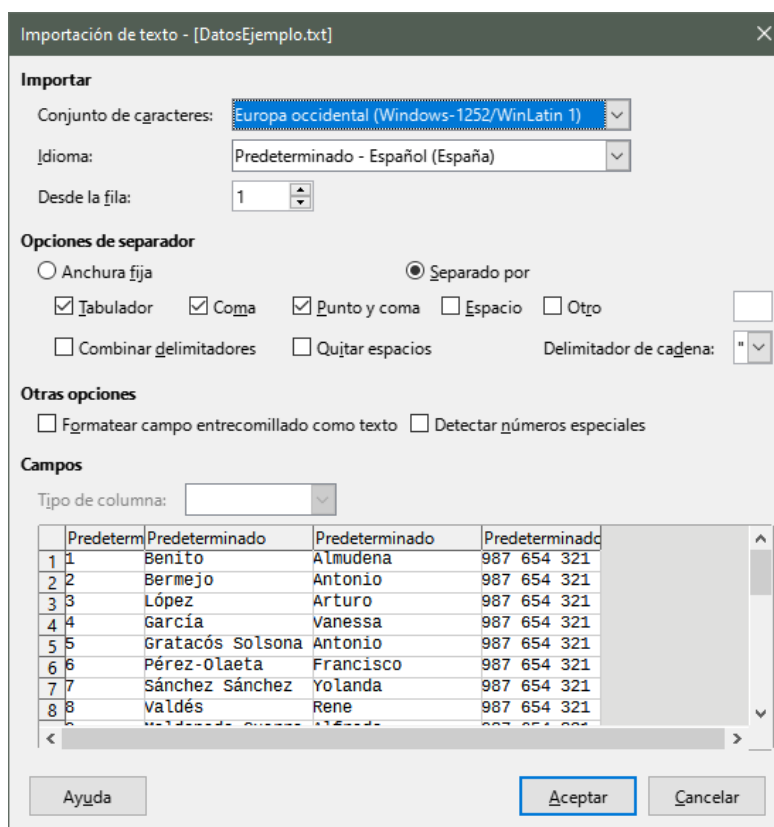 Importación de texto - [DatosEjemplo.txt]
Importar
Conjunto de caracteres: Europa occidental (Windows-1252/WinLatin 1)
Idioma: Predeterminado - Español (España)
Desde la fila: 1
Opciones de separador
Anchura fija Separado por
Tabulador Coma Punto y coma Espacio Otro
Combinar delimitadores Quitar espacios Delimitador de cadena: "
Otras opciones
Formatear campo entrecomillado como texto Detectar números especiales
Campos
Tipo de columna:
Predeterm Predeterminado Predeterminado Predeterminado
1 1 Benito Almudena 987 654 321
2 2 Bermejo Antonio 987 654 321
3 3 López Arturo 987 654 321
4 4 García Vanessa 987 654 321
5 5 Gratacós Solsona Antonio 987 654 321
6 6 Pérez-Olaeta Francisco 987 654 321
7 7 Sánchez Sánchez Yolanda 987 654 321
8 8 Valdés Rene 987 654 321
Ayuda Aceptar Cancelar